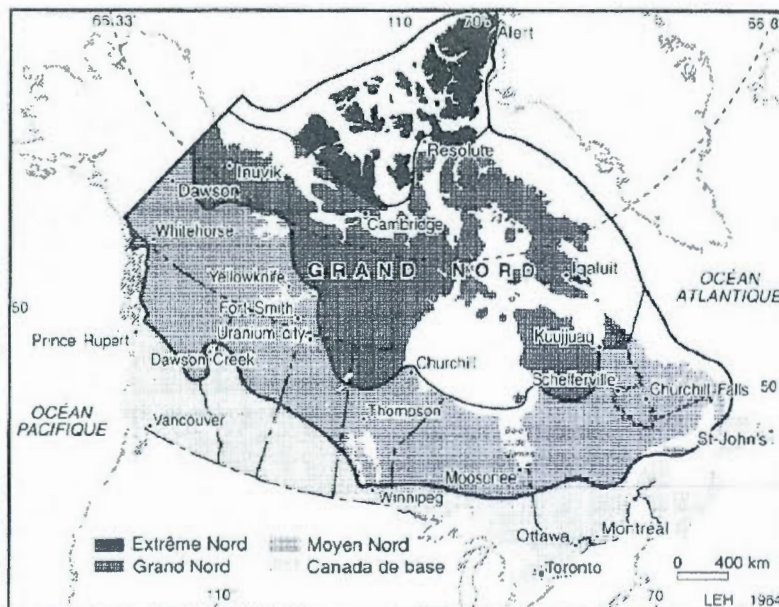 65.33'
110
70°
Alert
Resolute
Inuvik
Dawson
Cambridge
Whitehorse
GRAND NORD
Iqaluit
Yellowknife
OCÉAN
ATLANTIQUE
50
Fort-Smith
Uranium city
Prince Rupert
Kuujjuaq
Dawson Creek
Churchill
Schefferville
Churchill-Falls
50
OCÉAN
PACIFIQUE
Thompson
Vancouver
St-John's
Moosonee
Winnipeg
Extrême Nord
Moyen Nord
Grand Nord
Canada de base
Ottawa
Montréal
Toronto
0 400 km
110
70
LEH 1964